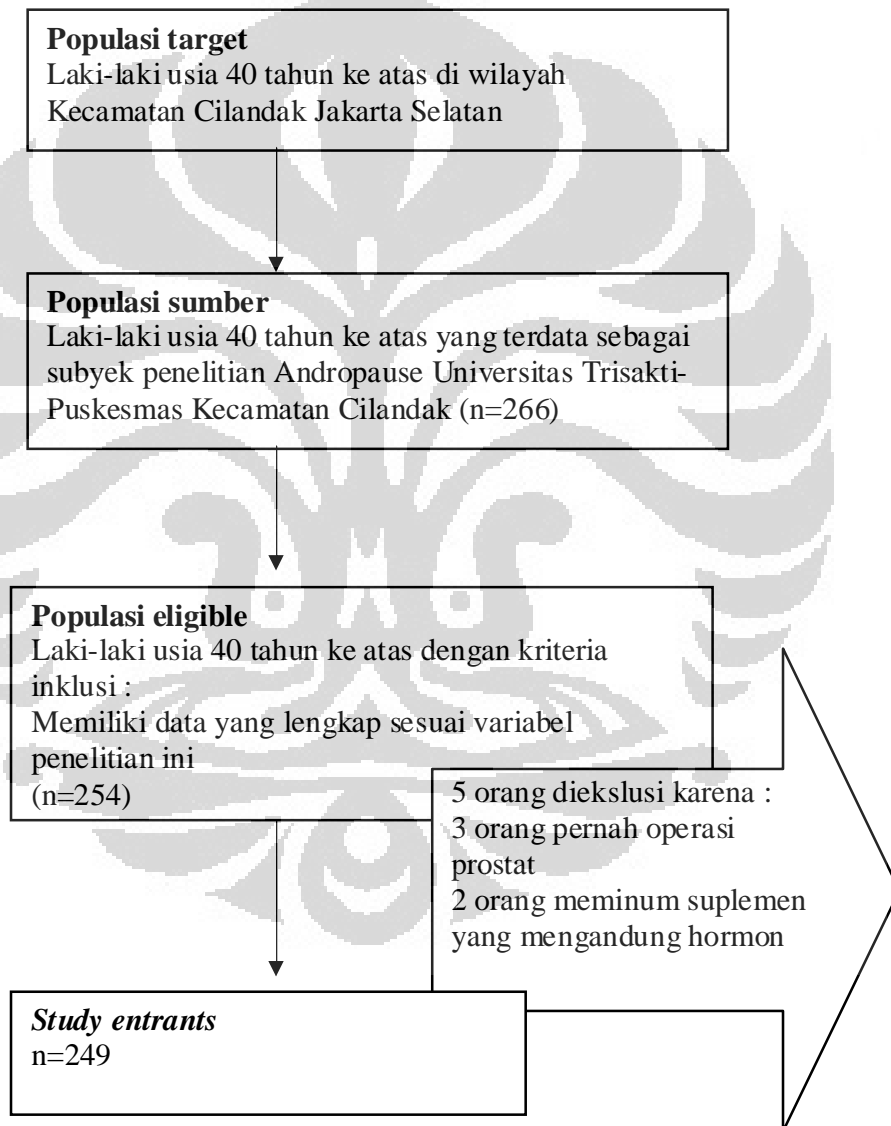 Populasi target
Laki-laki usia 40 tahun ke atas di wilayah
Kecamatan Cilandak Jakarta Selatan
Populasi sumber
Laki-laki usia 40 tahun ke atas yang terdata sebagai
subyek penelitian Andropause Universitas Trisakti-
Puskesmas Kecamatan Cilandak (n=266)
Populasi eligible
Laki-laki usia 40 tahun ke atas dengan kriteria
inklusi :
Memiliki data yang lengkap sesuai variabel
penelitian ini
(n=254)
5 orang diekslusi karena :
3 orang pernah operasi
prostat
2 orang meminum suplemen
yang mengandung hormon
Study entrants
n=249